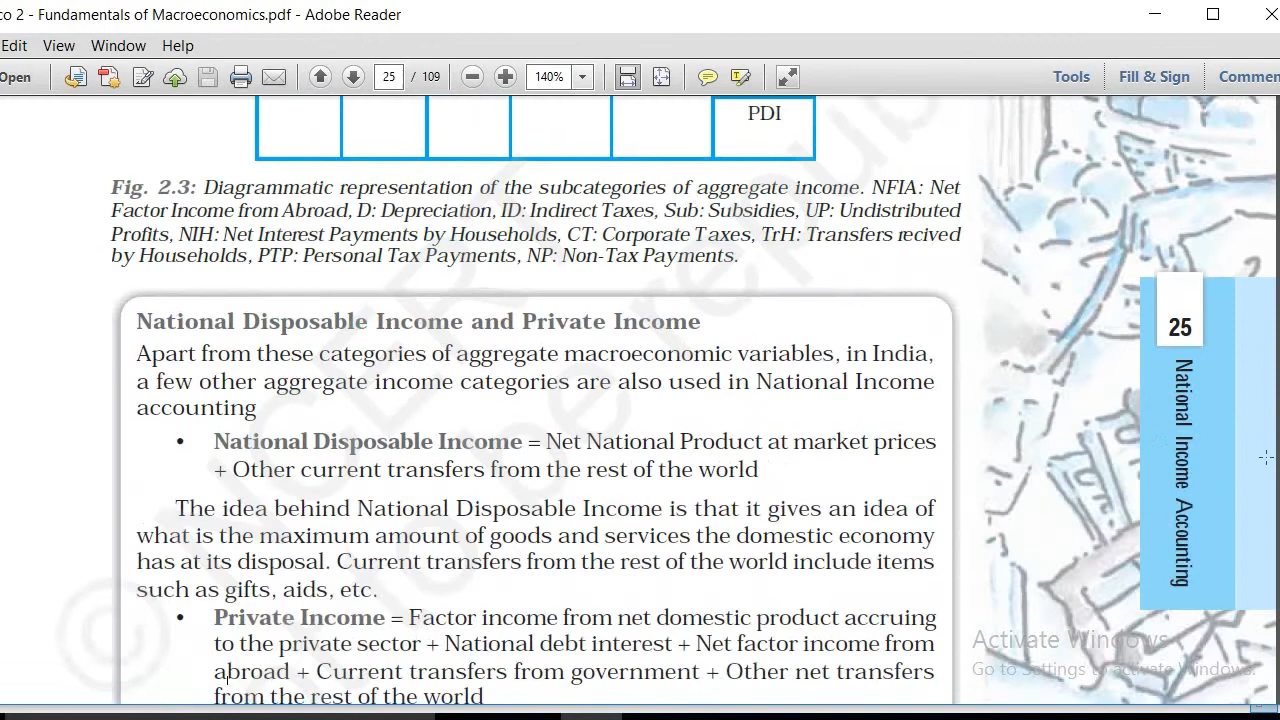 co 2 - Fundamentals of Macroeconomics.pdf - Adobe Reader
Edit View Window Help
Open 25 / 109 140% Tools Fill & Sign Commen
PDI
Fig. 2.3: Diagrammatic representation of the subcategories of aggregate income. NFIA: Net
Factor Income from Abroad, D: Depreciation, ID: Indirect Taxes, Sub: Subsidies, UP: Undistributed
Profits, NIH: Net Interest Payments by Households, CT: Corporate Taxes, TrH: Transfers recived
by Households, PTP: Personal Tax Payments, NP: Non-Tax Payments.
National Disposable Income and Private Income
Apart from these categories of aggregate macroeconomic variables, in India,
a few other aggregate income categories are also used in National Income
accounting
• National Disposable Income = Net National Product at market prices
+ Other current transfers from the rest of the world
The idea behind National Disposable Income is that it gives an idea of
what is the maximum amount of goods and services the domestic economy
has at its disposal. Current transfers from the rest of the world include items
such as gifts, aids, etc.
• Private Income = Factor income from net domestic product accruing
to the private sector + National debt interest + Net factor income from
abroad + Current transfers from government + Other net transfers
from the rest of the world
25
National Income Accounting
© NCERT
be republ
Activate Windows
Go to Settings to activate Windows.